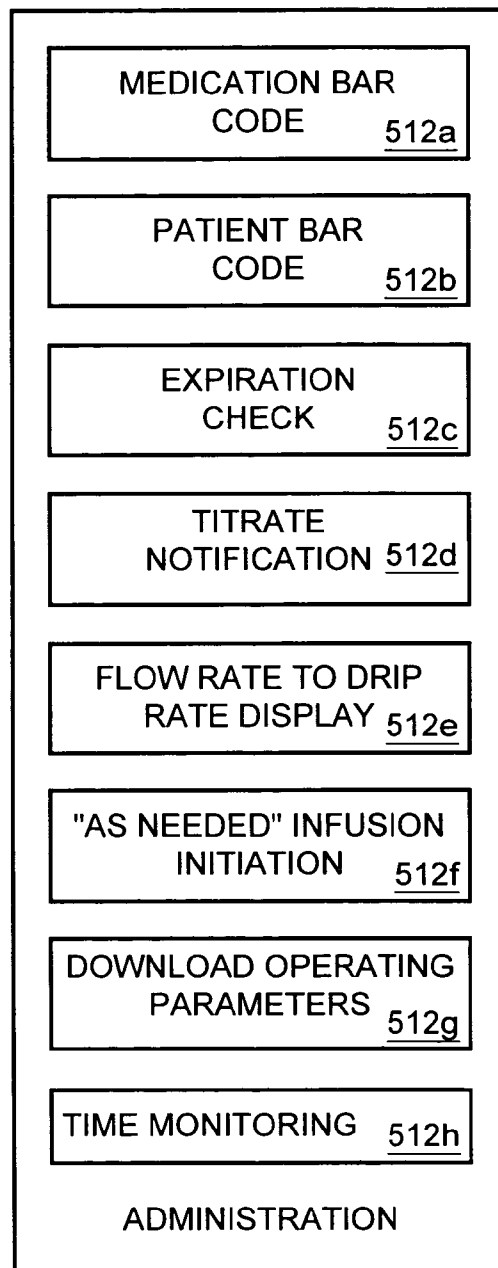 MEDICATION BAR
CODE 512a
PATIENT BAR
CODE 512b
EXPIRATION
CHECK 512c
TITRATE
NOTIFICATION 512d
FLOW RATE TO DRIP
RATE DISPLAY 512e
"AS NEEDED" INFUSION
INITIATION 512f
DOWNLOAD OPERATING
PARAMETERS 512g
TIME MONITORING 512h
ADMINISTRATION